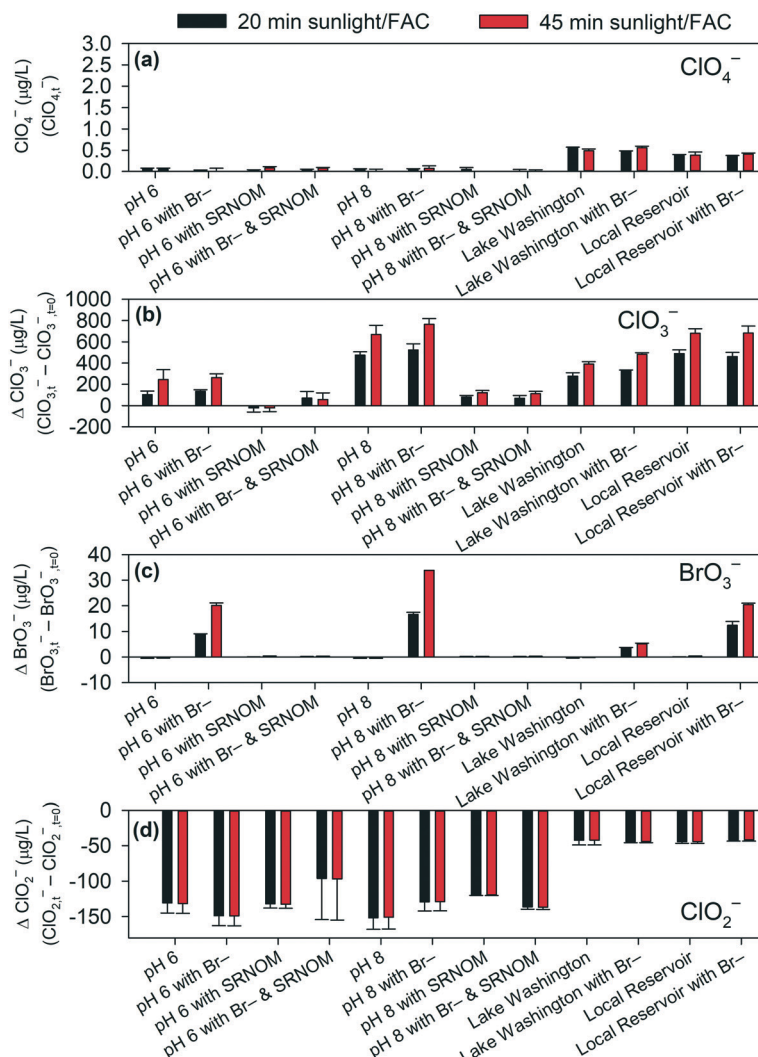 20 min sunlight/FAC 45 min sunlight/FAC
(a)
ClO₄⁻
ClO₄⁻ (µg/L)
(ClO₄,ₜ⁻)
3.0
2.5
2.0
1.5
1.0
0.5
0.0
pH 6
pH 6 with Br–
pH 6 with SRNOM
pH 6 with Br– & SRNOM
pH 8
pH 8 with Br–
pH 8 with SRNOM
pH 8 with Br– & SRNOM
Lake Washington
Lake Washington with Br–
Local Reservoir
Local Reservoir with Br–
(b)
ClO₃⁻
Δ ClO₃⁻ (µg/L)
(ClO₃,ₜ⁻ – ClO₃⁻,ₜ₌₀)
1000
800
600
400
200
0
-200
pH 6
pH 6 with Br–
pH 6 with SRNOM
pH 6 with Br– & SRNOM
pH 8
pH 8 with Br–
pH 8 with SRNOM
pH 8 with Br– & SRNOM
Lake Washington
Lake Washington with Br–
Local Reservoir
Local Reservoir with Br–
(c)
BrO₃⁻
Δ BrO₃⁻ (µg/L)
(BrO₃,ₜ⁻ – BrO₃⁻,ₜ₌₀)
40
30
20
10
0
-10
pH 6
pH 6 with Br–
pH 6 with SRNOM
pH 6 with Br– & SRNOM
pH 8
pH 8 with Br–
pH 8 with SRNOM
pH 8 with Br– & SRNOM
Lake Washington
Lake Washington with Br–
Local Reservoir
Local Reservoir with Br–
(d)
ClO₂⁻
Δ ClO₂⁻ (µg/L)
(ClO₂,ₜ⁻ – ClO₂⁻,ₜ₌₀)
0
-50
-100
-150
pH 6
pH 6 with Br–
pH 6 with SRNOM
pH 6 with Br– & SRNOM
pH 8
pH 8 with Br–
pH 8 with SRNOM
pH 8 with Br– & SRNOM
Lake Washington
Lake Washington with Br–
Local Reservoir
Local Reservoir with Br–